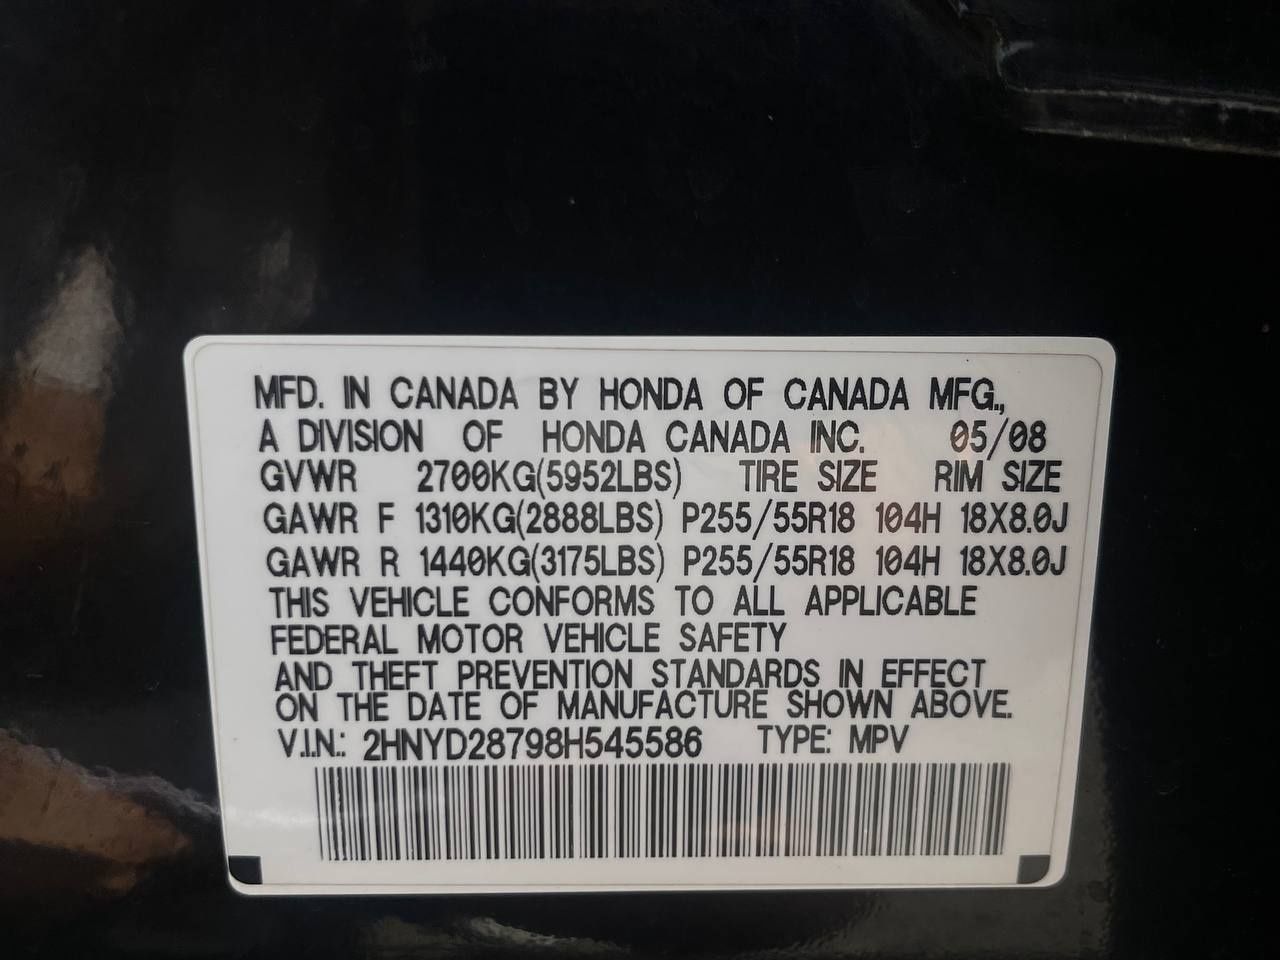 MFD. IN CANADA BY HONDA OF CANADA MFG.,
A DIVISION OF HONDA CANADA INC. 05/08
GVWR 2700KG(5952LBS) TIRE SIZE RIM SIZE
GAWR F 1310KG(2888LBS) P255/55R18 104H 18X8.0J
GAWR R 1440KG(3175LBS) P255/55R18 104H 18X8.0J
THIS VEHICLE CONFORMS TO ALL APPLICABLE
FEDERAL MOTOR VEHICLE SAFETY
AND THEFT PREVENTION STANDARDS IN EFFECT
ON THE DATE OF MANUFACTURE SHOWN ABOVE.
V.I.N.: 2HNYD28798H545586 TYPE: MPV